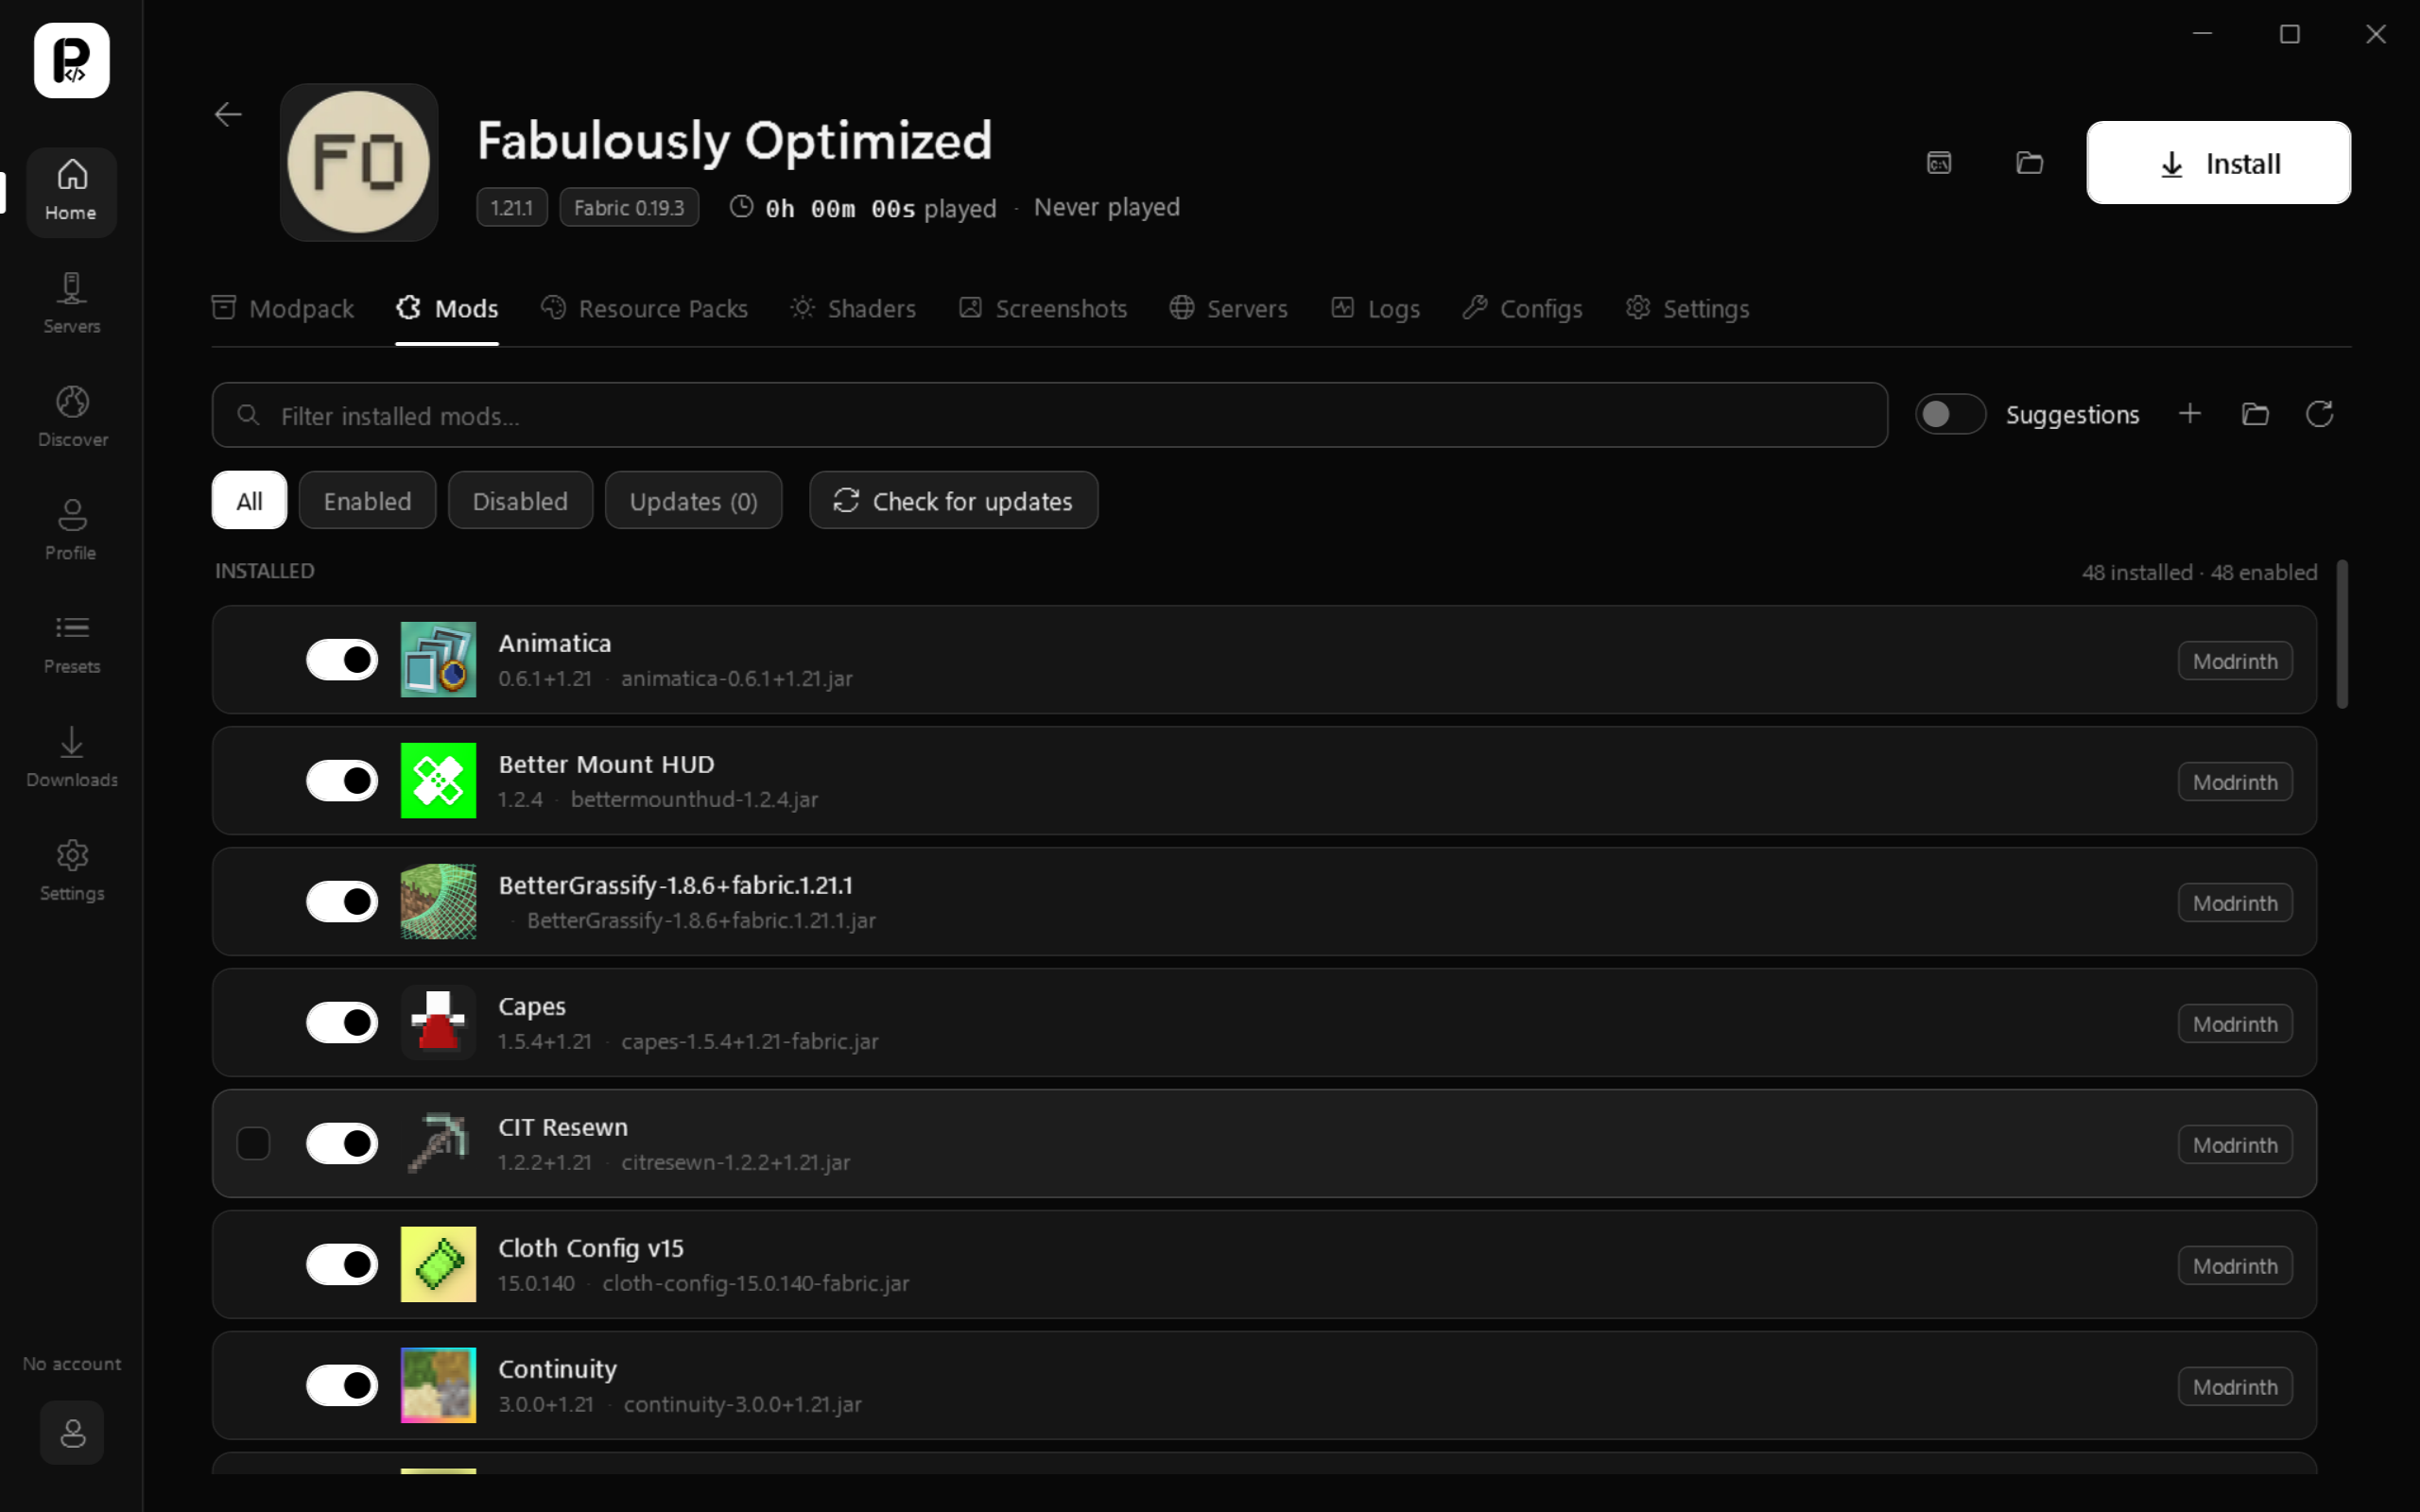 P
</>
Home
Servers
Discover
Profile
Presets
Downloads
Settings
No account
FO
Fabulously Optimized
1.21.1 Fabric 0.19.3 0h 00m 00s played · Never played
C:\ Install
Modpack Mods Resource Packs Shaders Screenshots Servers Logs Configs Settings
Filter installed mods... Suggestions
All Enabled Disabled Updates (0) Check for updates
INSTALLED 48 installed · 48 enabled
Animatica
0.6.1+1.21 · animatica-0.6.1+1.21.jar
Modrinth
Better Mount HUD
1.2.4 · bettermounthud-1.2.4.jar
Modrinth
BetterGrassify-1.8.6+fabric.1.21.1
· BetterGrassify-1.8.6+fabric.1.21.1.jar
Modrinth
Capes
1.5.4+1.21 · capes-1.5.4+1.21-fabric.jar
Modrinth
CIT Resewn
1.2.2+1.21 · citresewn-1.2.2+1.21.jar
Modrinth
Cloth Config v15
15.0.140 · cloth-config-15.0.140-fabric.jar
Modrinth
Continuity
3.0.0+1.21 · continuity-3.0.0+1.21.jar
Modrinth